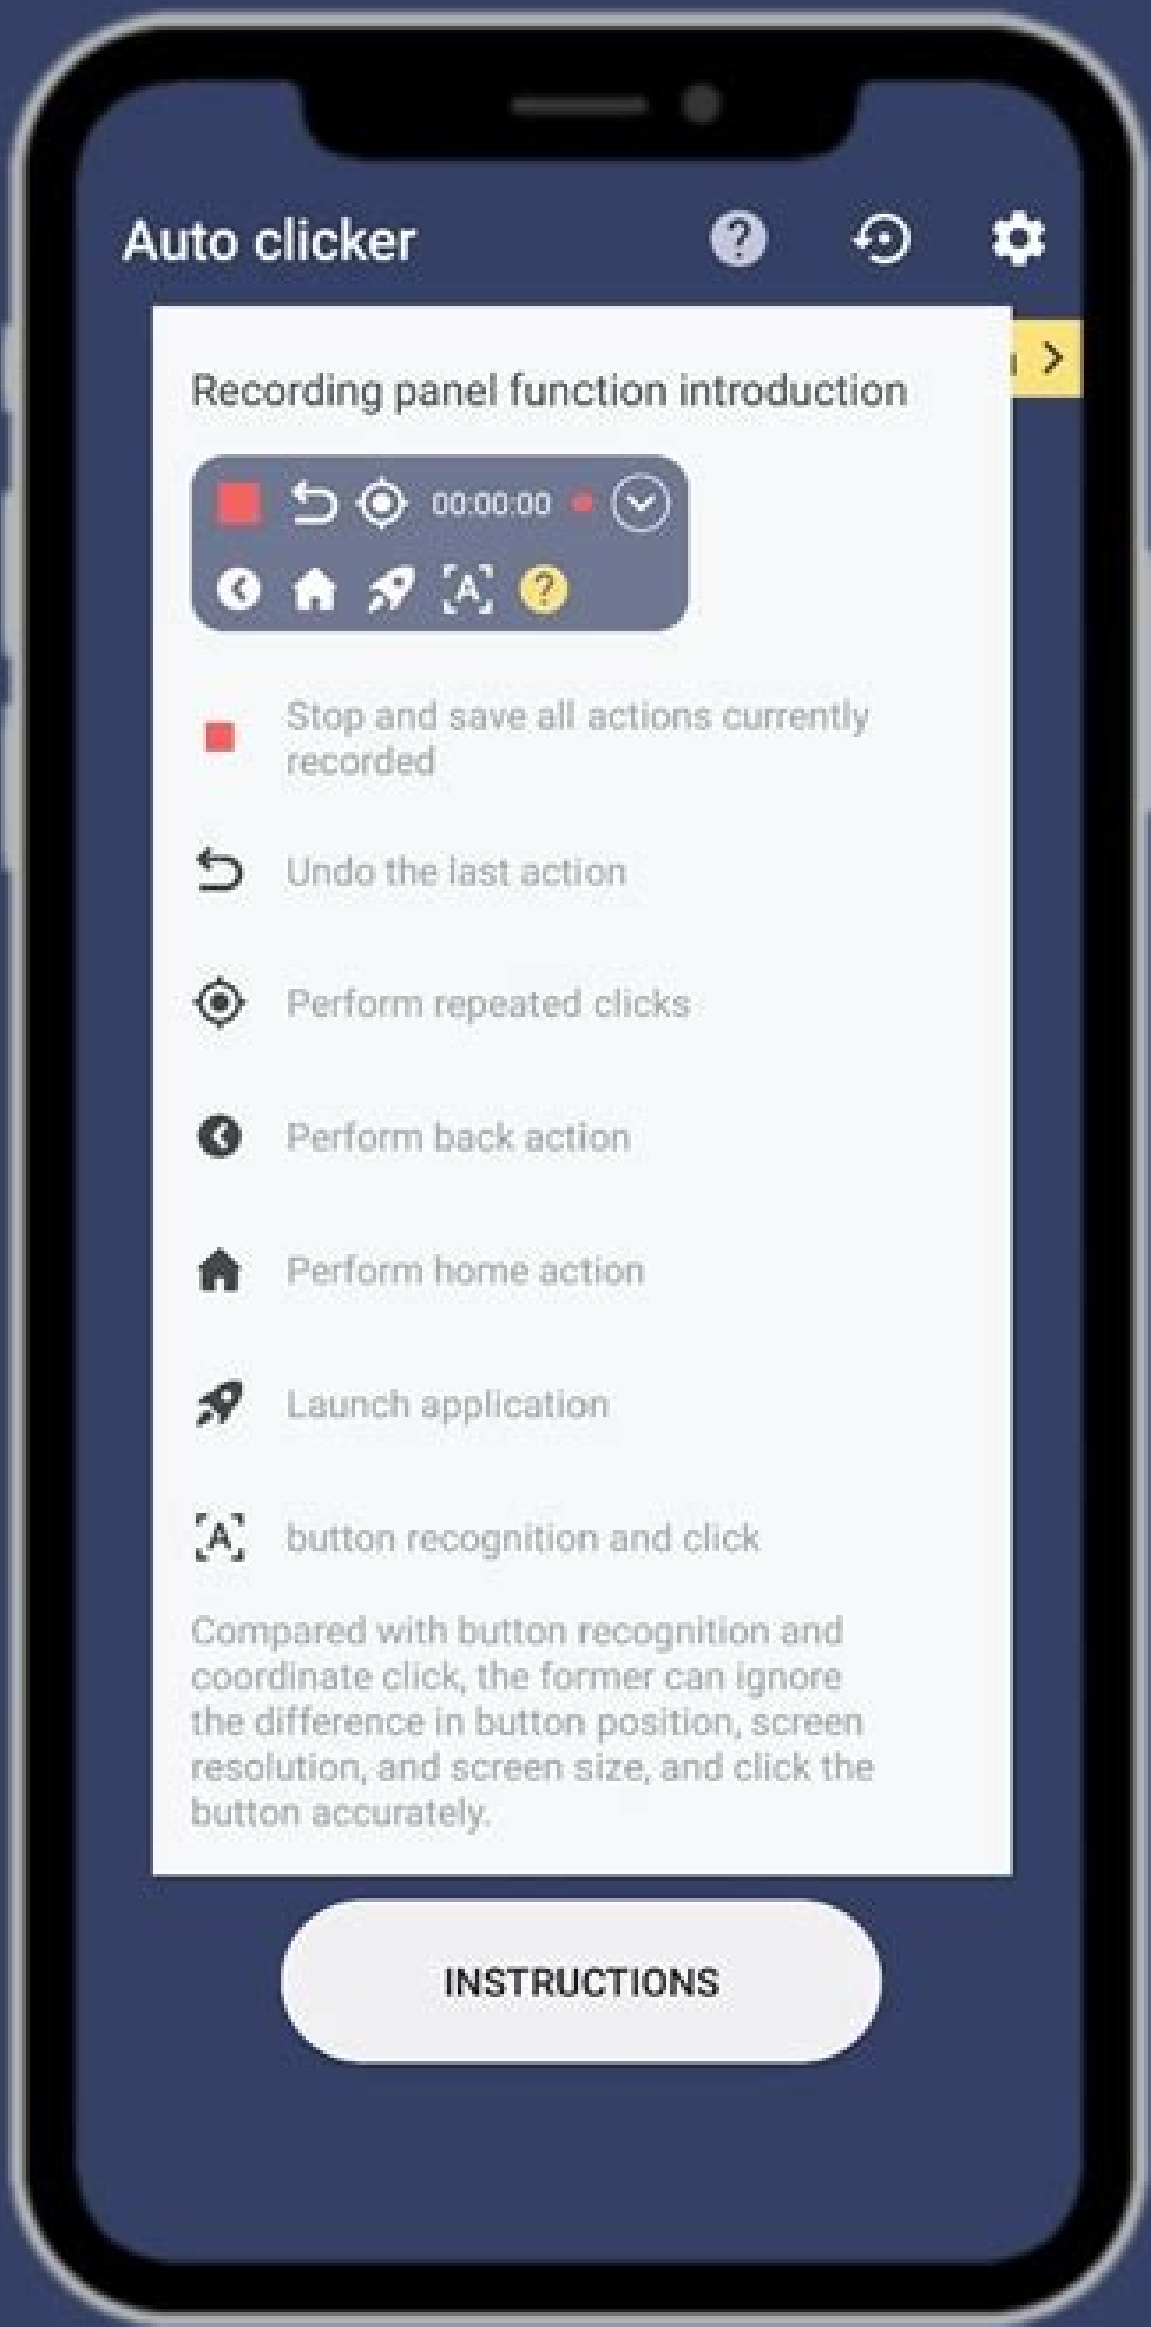 Auto clicker
Recording panel function introduction
00:00:00
Stop and save all actions currently
recorded
Undo the last action
Perform repeated clicks
Perform back action
Perform home action
Launch application
[A] button recognition and click
Compared with button recognition and
coordinate click, the former can ignore
the difference in button position, screen
resolution, and screen size, and click the
button accurately.
INSTRUCTIONS